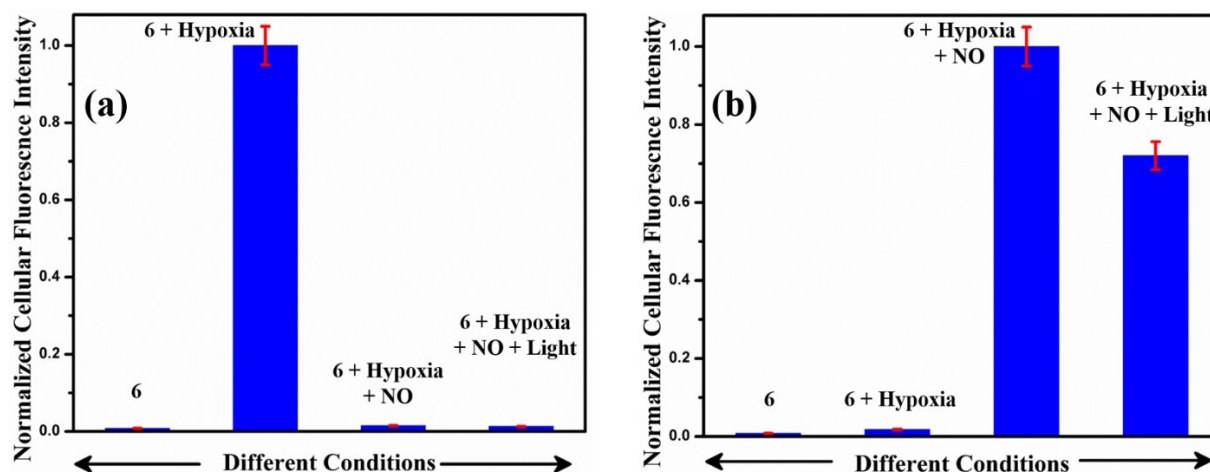 Normalized Cellular Fluorescnce Intensity
1.0
0.8
0.6
0.4
0.2
0.0
(a)
6 + Hypoxia
6
6 + Hypoxia
+ NO
6 + Hypoxia
+ NO + Light
Different Conditions
Normalized Cellular Fluorescnce Intensity
1.0
0.8
0.6
0.4
0.2
0.0
(b)
6 + Hypoxia
+ NO
6 + Hypoxia
+ NO + Light
6
6 + Hypoxia
Different Conditions